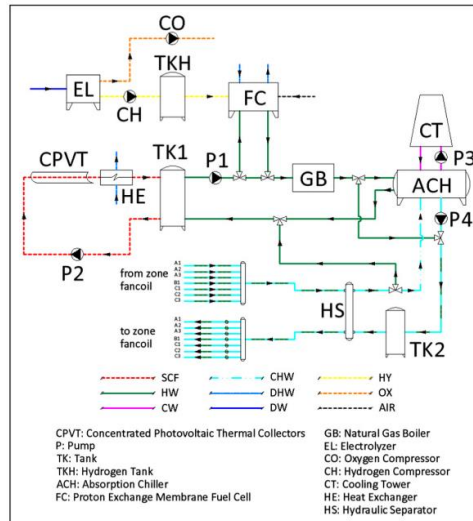 CO
TKH
EL
CH
FC
CT
P3
CPVT
TK1
P1
GB
ACH
HE
P4
P2
from zone
fancoil
A1
A2
A3
B1
C1
C2
C3
HS
to zone
fancoil
A1
A2
A3
B1
C1
C2
C3
TK2
SCF CHW HY
HW DHW OX
CW DW AIR
CPVT: Concentrated Photovoltaic Thermal Collectors
P: Pump
TK: Tank
TKH: Hydrogen Tank
ACH: Absorption Chiller
FC: Proton Exchange Membrane Fuel Cell
GB: Natural Gas Boiler
EL: Electrolyzer
CO: Oxygen Compressor
CH: Hydrogen Compressor
CT: Cooling Tower
HE: Heat Exchanger
HS: Hydraulic Separator